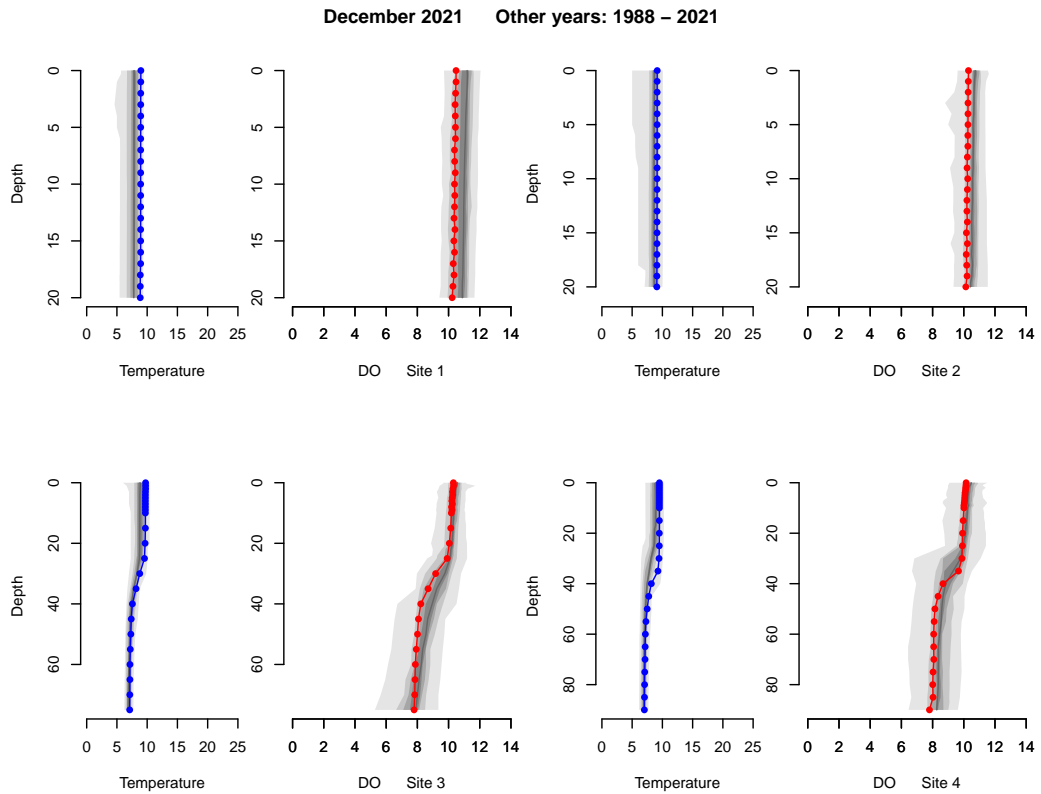 December 2021 Other years: 1988 − 2021
Depth
0 5 10 15 20
0 5 10 15 20 25
Temperature
0 5 10 15 20
0 2 4 6 8 10 12 14
DO Site 1
Depth
0 5 10 15 20
0 5 10 15 20 25
Temperature
0 5 10 15 20
0 2 4 6 8 10 12 14
DO Site 2
Depth
0 20 40 60
0 5 10 15 20 25
Temperature
0 20 40 60
0 2 4 6 8 10 12 14
DO Site 3
Depth
0 20 40 60 80
0 5 10 15 20 25
Temperature
0 20 40 60 80
0 2 4 6 8 10 12 14
DO Site 4